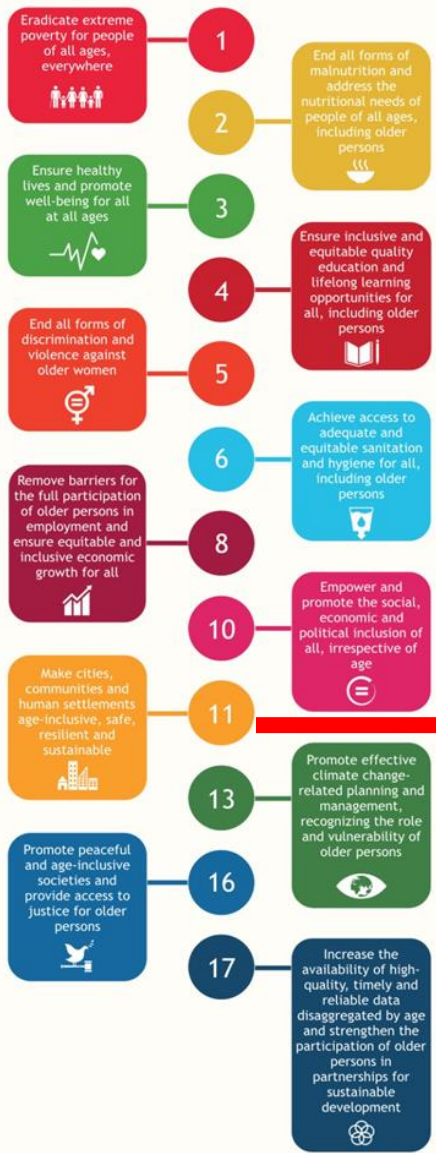 Eradicate extreme
poverty for people
of all ages,
everywhere
1
2
End all forms of
malnutrition and
address the
nutritional needs of
people of all ages,
including older
persons
Ensure healthy
lives and promote
well-being for all
at all ages
3
4
Ensure inclusive and
equitable quality
education and
lifelong learning
opportunities for
all, including older
persons
End all forms of
discrimination and
violence against
older women
5
6
Achieve access to
adequate and
equitable sanitation
and hygiene for all,
including older
persons
Remove barriers for
the full participation
of older persons in
employment and
ensure equitable and
inclusive economic
growth for all
8
10
Empower and
promote the social,
economic and
political inclusion of
all, irrespective of
age
Make cities,
communities and
human settlements
age-inclusive, safe,
resilient and
sustainable
11
13
Promote effective
climate change-
related planning and
management,
recognizing the role
and vulnerability of
older persons
Promote peaceful
and age-inclusive
societies and
provide access to
justice for older
persons
16
17
Increase the
availability of high-
quality, timely and
reliable data
disaggregated by age
and strengthen the
participation of older
persons in
partnerships for
sustainable
development